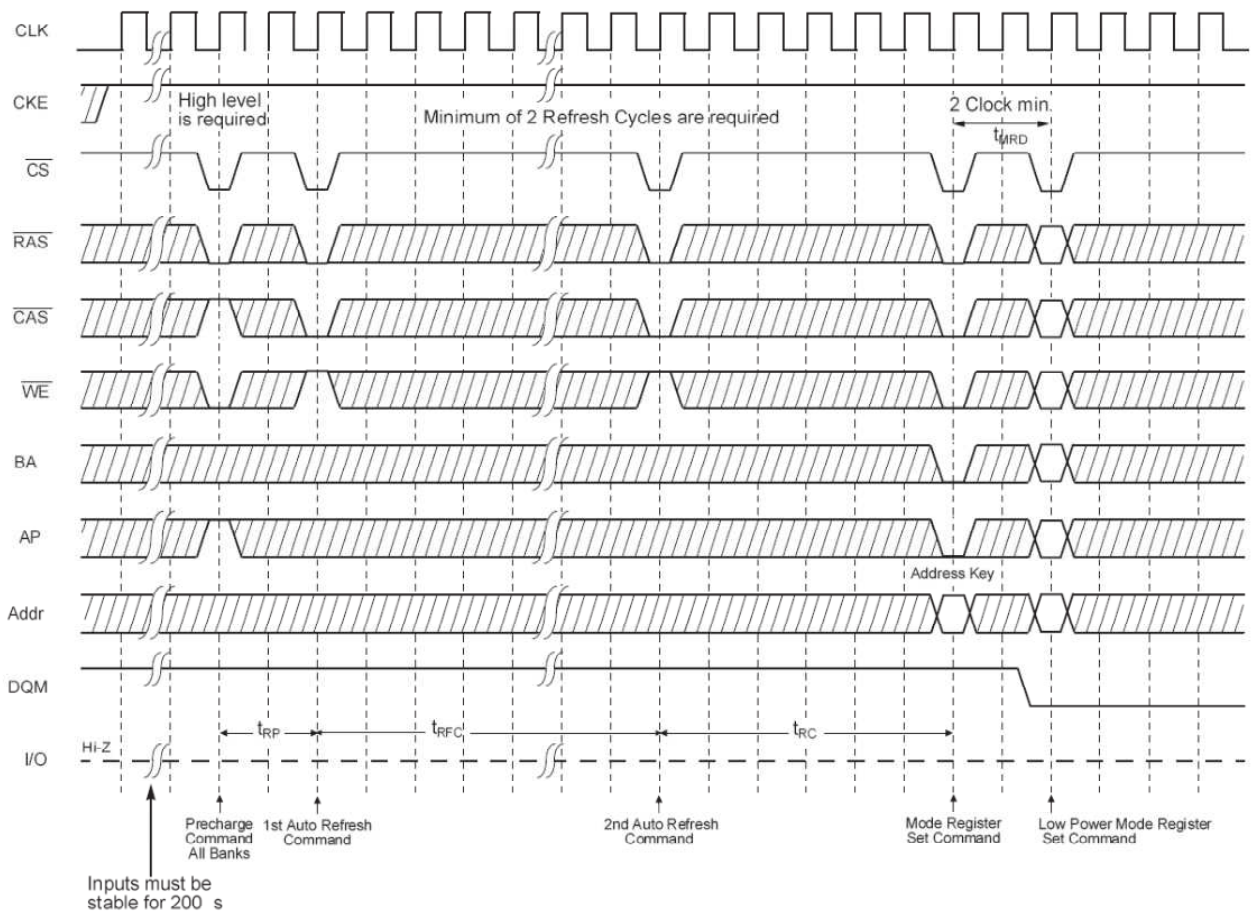 CLK
CKE
High level
is required
Minimum of 2 Refresh Cycles are required
2 Clock min.
tMRD
CS
RAS
CAS
WE
BA
AP
Address Key
Addr
DQM
tRP
tRFC
tRC
Hi-Z
I/O
Precharge
Command
All Banks
1st Auto Refresh
Command
2nd Auto Refresh
Command
Mode Register
Set Command
Low Power Mode Register
Set Command
Inputs must be
stable for 200 s